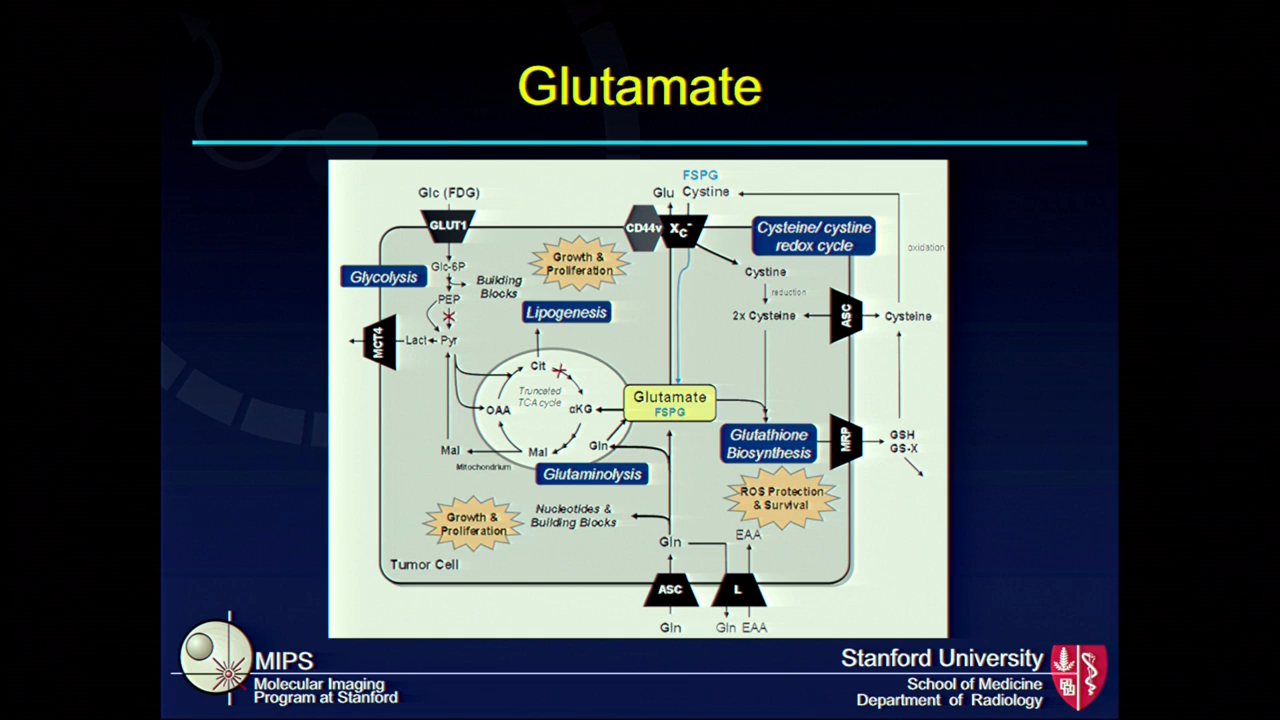 Glutamate
FSPG
Glc (FDG)
Glu Cystine
GLUT1
CD44v
Xc-
Cysteine/ cystine
redox cycle
oxidation
Growth &
Proliferation
Glycolysis
Glc-6P
Cystine
Building
Blocks
reduction
PEP
Lipogenesis
2x Cysteine
ASC
Cysteine
MCT4
Lact
Pyr
Cit
Truncated
TCA cycle
Glutamate
FSPG
OAA
αKG
Glutathione
Biosynthesis
MRP
GSH
GS-X
Mal
Mal
Gln
Mitochondrium
Glutaminolysis
ROS Protection
& Survival
Growth &
Proliferation
Nucleotides &
Building Blocks
Gln
EAA
Tumor Cell
ASC
L
Gln
Gln EAA
MIPS
Molecular Imaging
Program at Stanford
Stanford University
School of Medicine
Department of Radiology